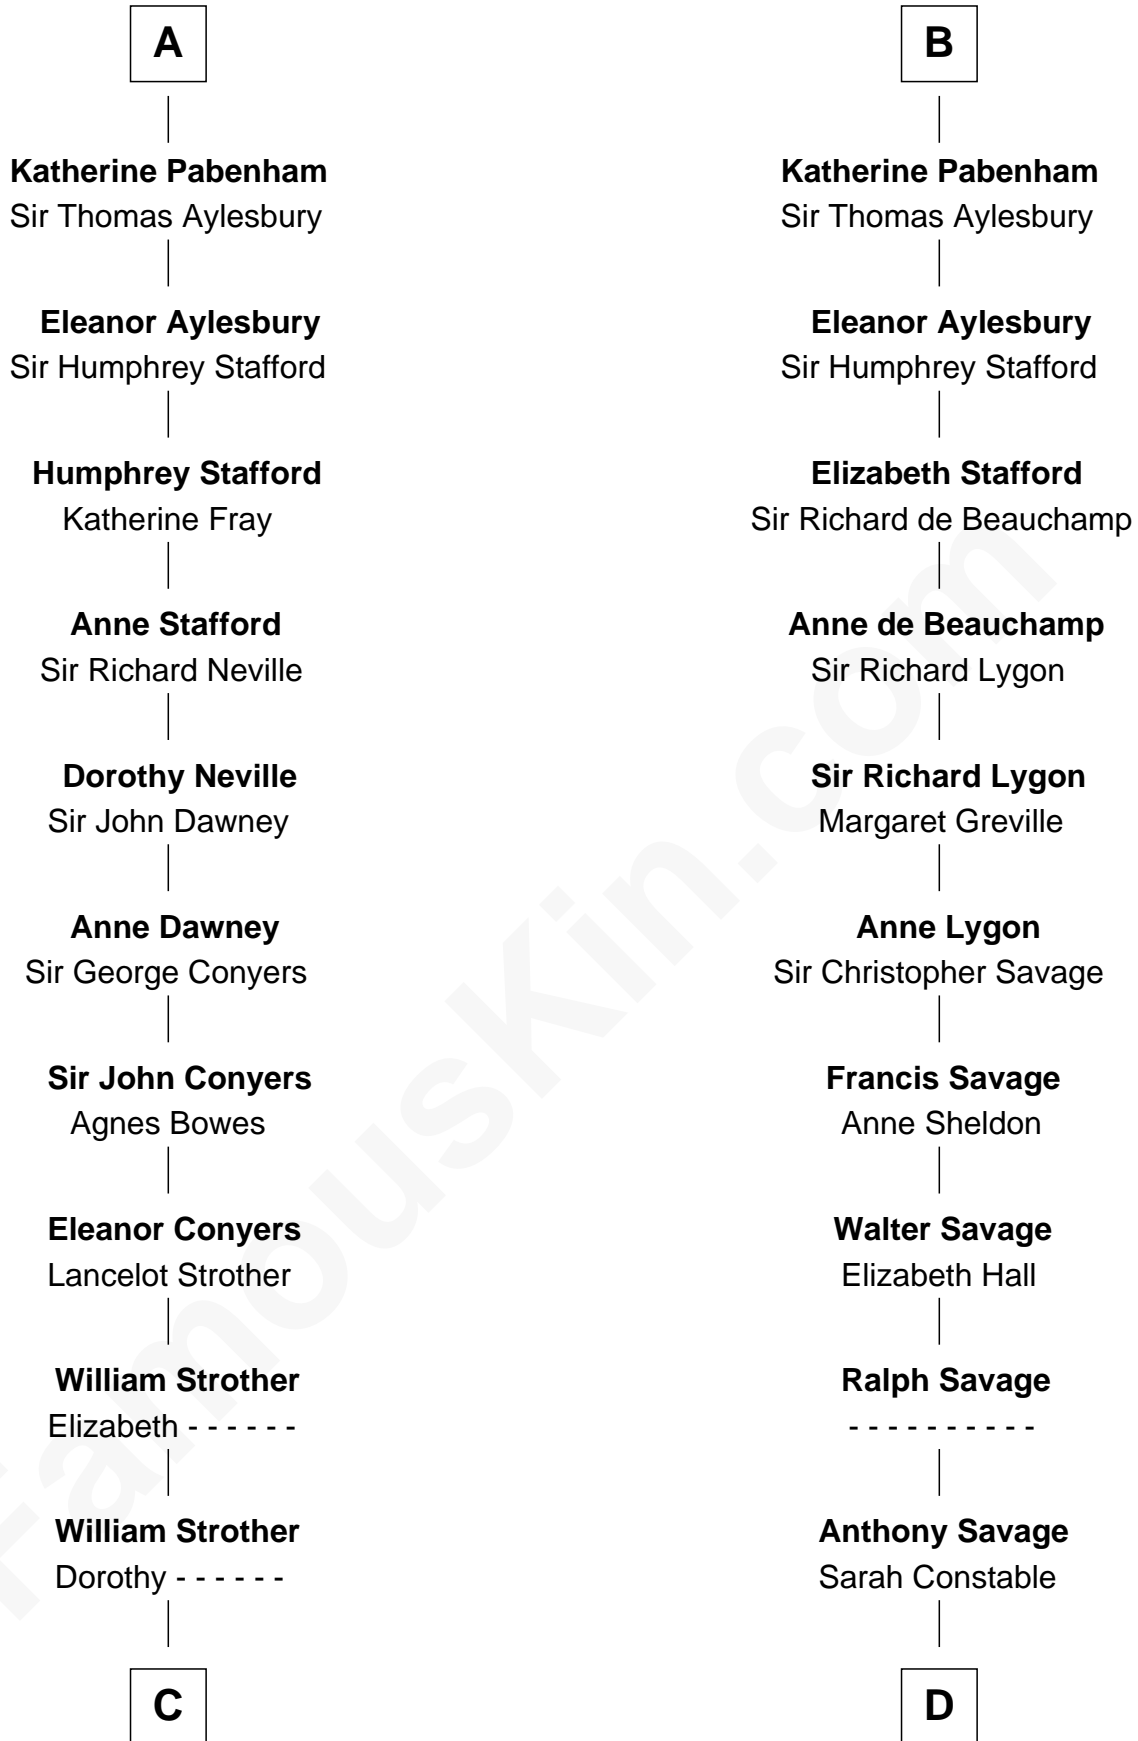 A
Katherine Pabenham
Sir Thomas Aylesbury
Eleanor Aylesbury
Sir Humphrey Stafford
Humphrey Stafford
Katherine Fray
Anne Stafford
Sir Richard Neville
Dorothy Neville
Sir John Dawney
Anne Dawney
Sir George Conyers
Sir John Conyers
Agnes Bowes
Eleanor Conyers
Lancelot Strother
William Strother
Elizabeth - - - - - -
William Strother
Dorothy - - - - - -
C
B
Katherine Pabenham
Sir Thomas Aylesbury
Eleanor Aylesbury
Sir Humphrey Stafford
Elizabeth Stafford
Sir Richard de Beauchamp
Anne de Beauchamp
Sir Richard Lygon
Sir Richard Lygon
Margaret Greville
Anne Lygon
Sir Christopher Savage
Francis Savage
Anne Sheldon
Walter Savage
Elizabeth Hall
Ralph Savage
- - - - - - - - - -
Anthony Savage
Sarah Constable
D
FamousKin.com